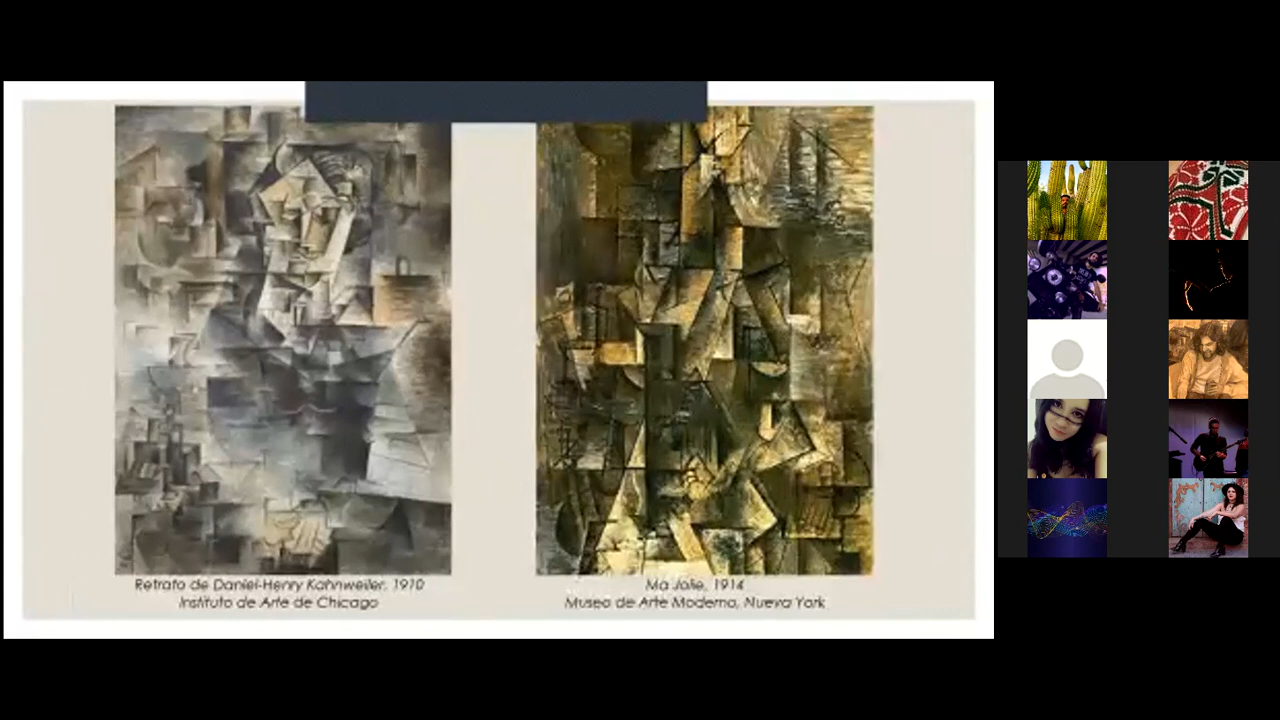 Retrato de Daniel-Henry Kahnweiler. 1910
Instituto de Arte de Chicago
Ma Jolie, 1914
Museo de Arte Moderno, Nueva York